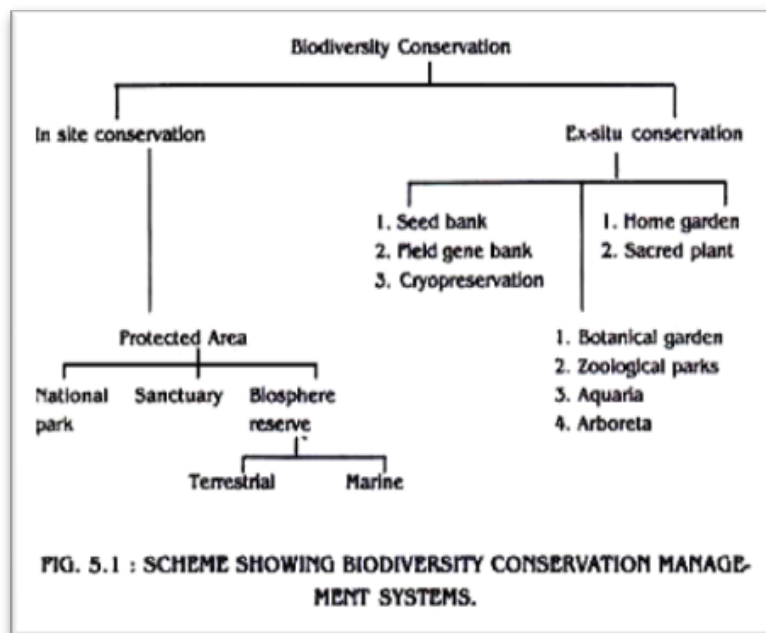 Biodiversity Conservation
In site conservation
Ex-situ conservation
1. Seed bank
2. Field gene bank
3. Cryopreservation
1. Home garden
2. Sacred plant
Protected Area
1. Botanical garden
2. Zoological parks
3. Aquaria
4. Arboreta
National park
Sanctuary
Biosphere reserve
Terrestrial
Marine
FIG. 5.1 : SCHEME SHOWING BIODIVERSITY CONSERVATION MANAGE-
MENT SYSTEMS.